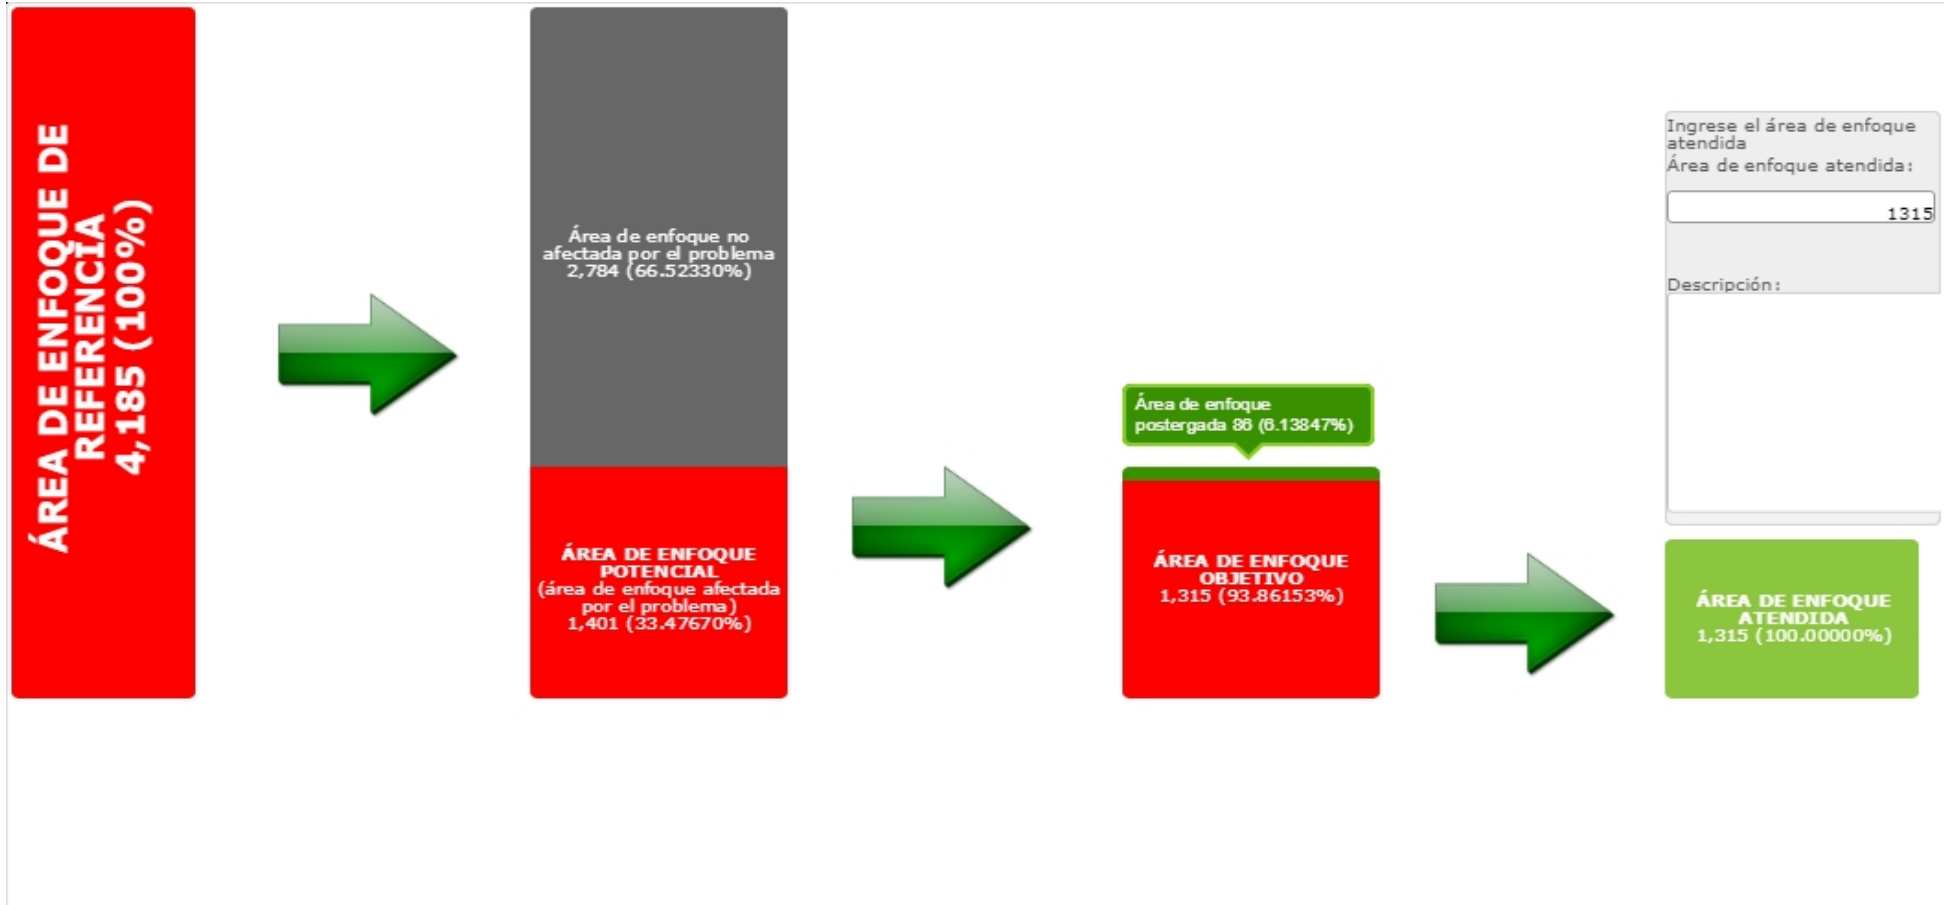 ÁREA DE ENFOQUE DE
REFERENCIA
4,185 (100%)
Área de enfoque no
afectada por el problema
2,784 (66.52330%)
ÁREA DE ENFOQUE
POTENCIAL
(área de enfoque afectada
por el problema)
1,401 (33.47670%)
Área de enfoque
postergada 86 (6.13847%)
ÁREA DE ENFOQUE
OBJETIVO
1,315 (93.86153%)
Ingrese el área de enfoque
atendida
Área de enfoque atendida:
1315
Descripción:
ÁREA DE ENFOQUE
ATENDIDA
1,315 (100.00000%)